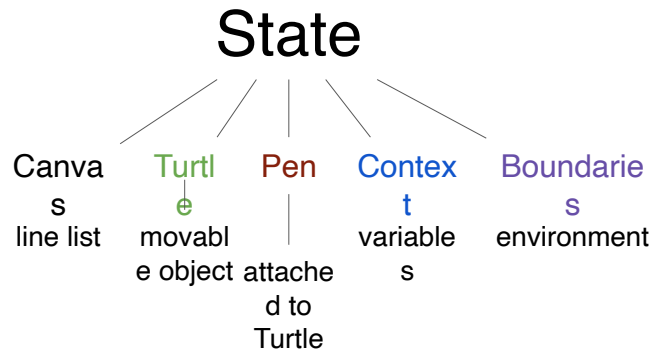 State
Canva
s
line list
Turtl
e
movabl
e object
Pen
attache
d to
Turtle
Contex
t
variable
s
Boundarie
s
environment